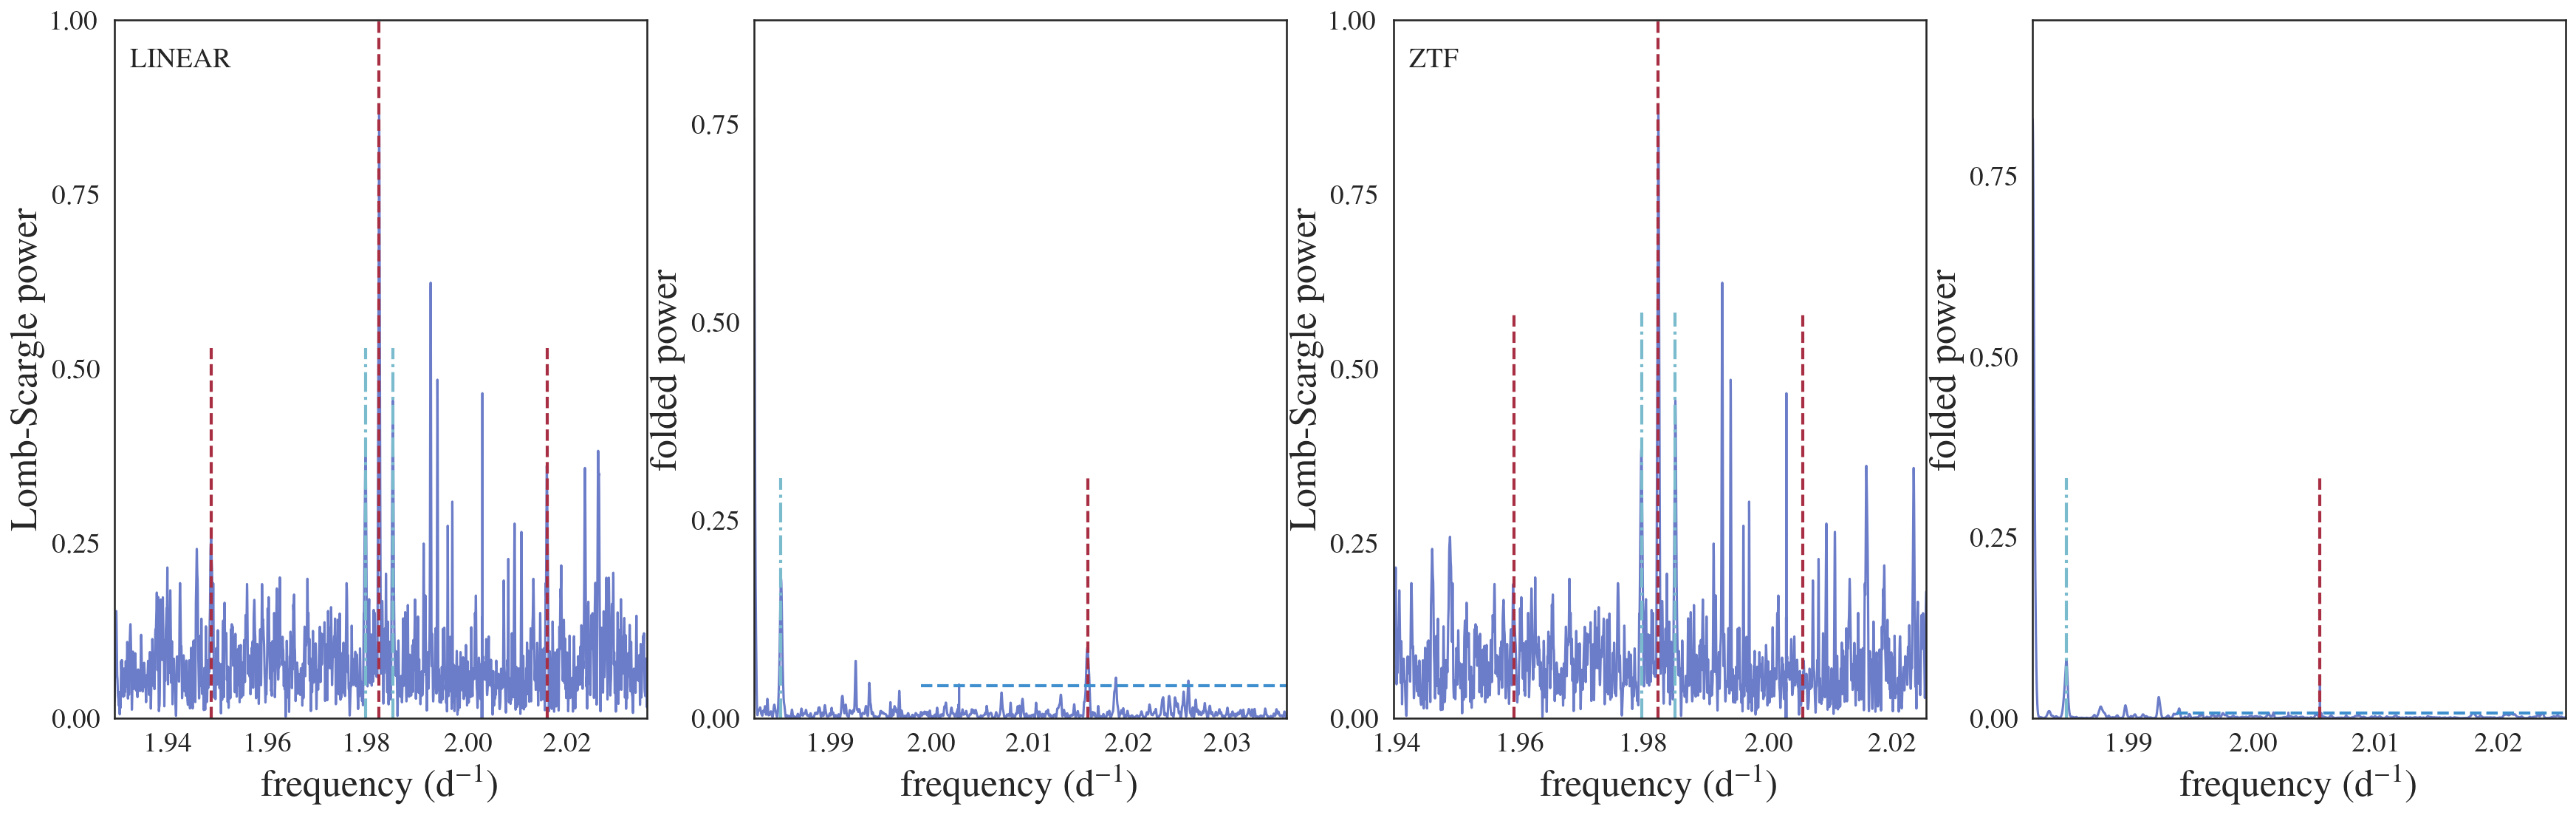 LINEAR
Lomb-Scargle power
1.00
0.75
0.50
0.25
0.00
1.94 1.96 1.98 2.00 2.02
frequency (d⁻¹)
folded power
0.75
0.50
0.25
0.00
1.99 2.00 2.01 2.02 2.03
frequency (d⁻¹)
ZTF
Lomb-Scargle power
1.00
0.75
0.50
0.25
0.00
1.94 1.96 1.98 2.00 2.02
frequency (d⁻¹)
folded power
0.75
0.50
0.25
0.00
1.99 2.00 2.01 2.02
frequency (d⁻¹)